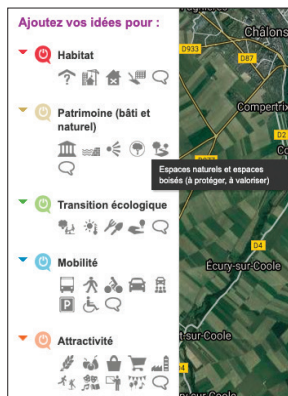 Ajoutez vos idées pour :
Habitat
Patrimoine (bâti et
naturel)
Transition écologique
Mobilité
P
Attractivité
Châlons
D933
D87
Compertrix
D2
Espaces naturels et espaces
boisés (à protéger, à valoriser)
D4
Écury-sur-Coole
t-sur-Coole
D4